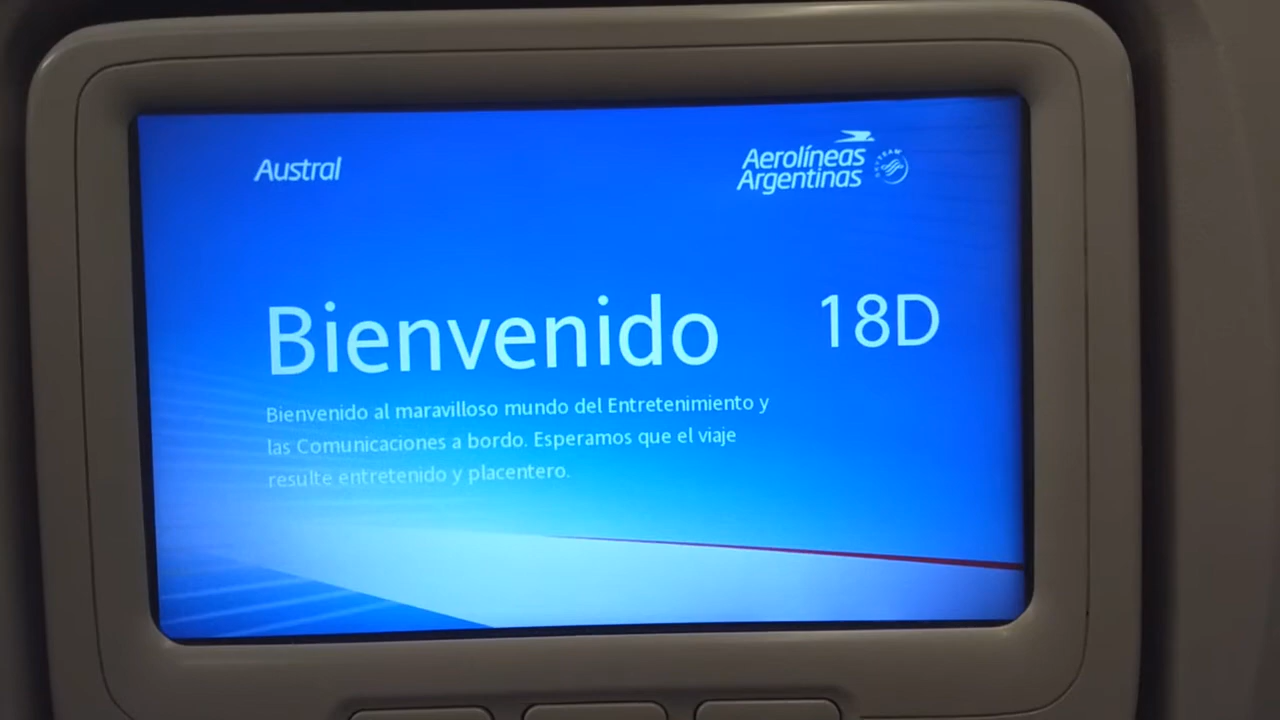 Austral
Aerolíneas
Argentinas
SKYTEAM
Bienvenido
18D
Bienvenido al maravilloso mundo del Entretenimiento y
las Comunicaciones a bordo. Esperamos que el viaje
resulte entretenido y placentero.